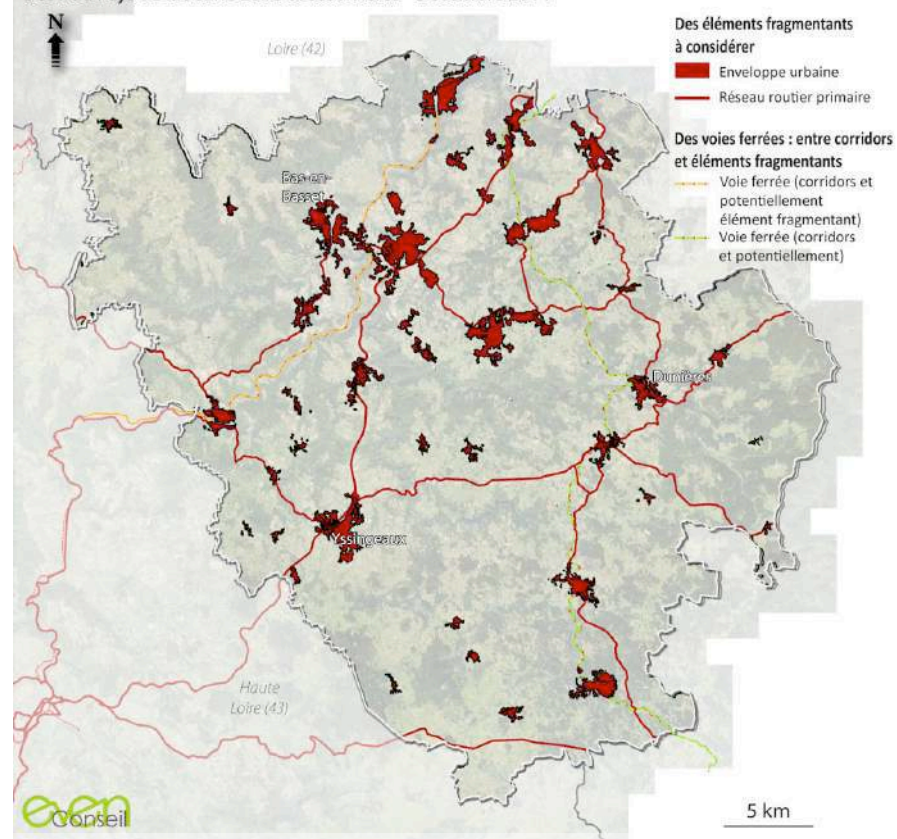 N
Loire (42)
Des éléments fragmentants
à considérer
Enveloppe urbaine
Réseau routier primaire
Des voies ferrées : entre corridors
et éléments fragmentants
Voie ferrée (corridors et
potentiellement
élément fragmentant)
Voie ferrée (corridors
et potentiellement)
Bas-en-
Basset
Dunières
Yssingeaux
Haute
Loire (43)
even
Conseil
5 km